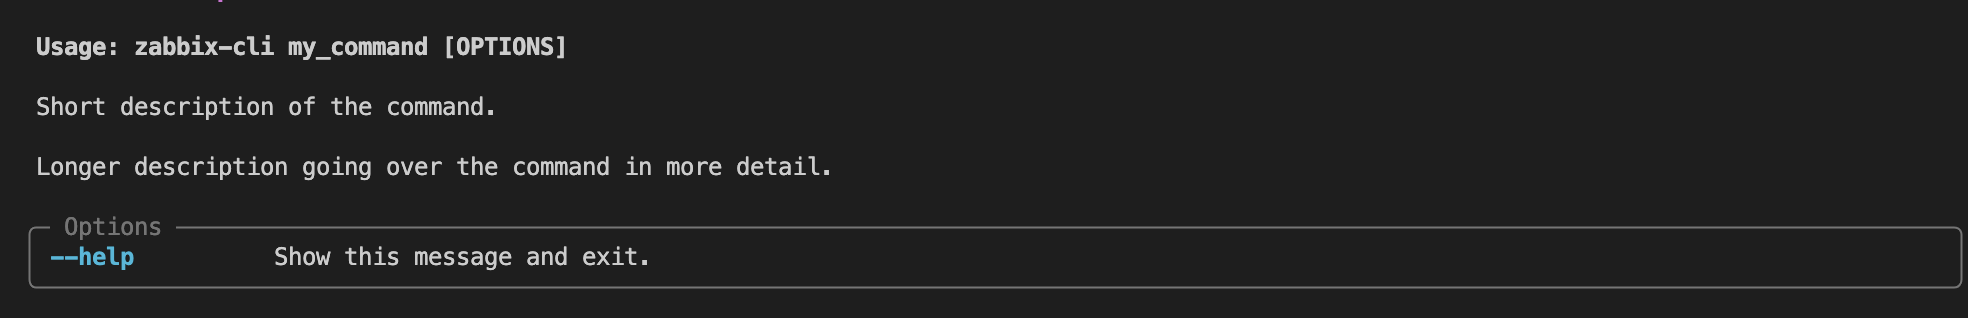 Usage: zabbix-cli my_command [OPTIONS]
Short description of the command.
Longer description going over the command in more detail.
Options
--help Show this message and exit.